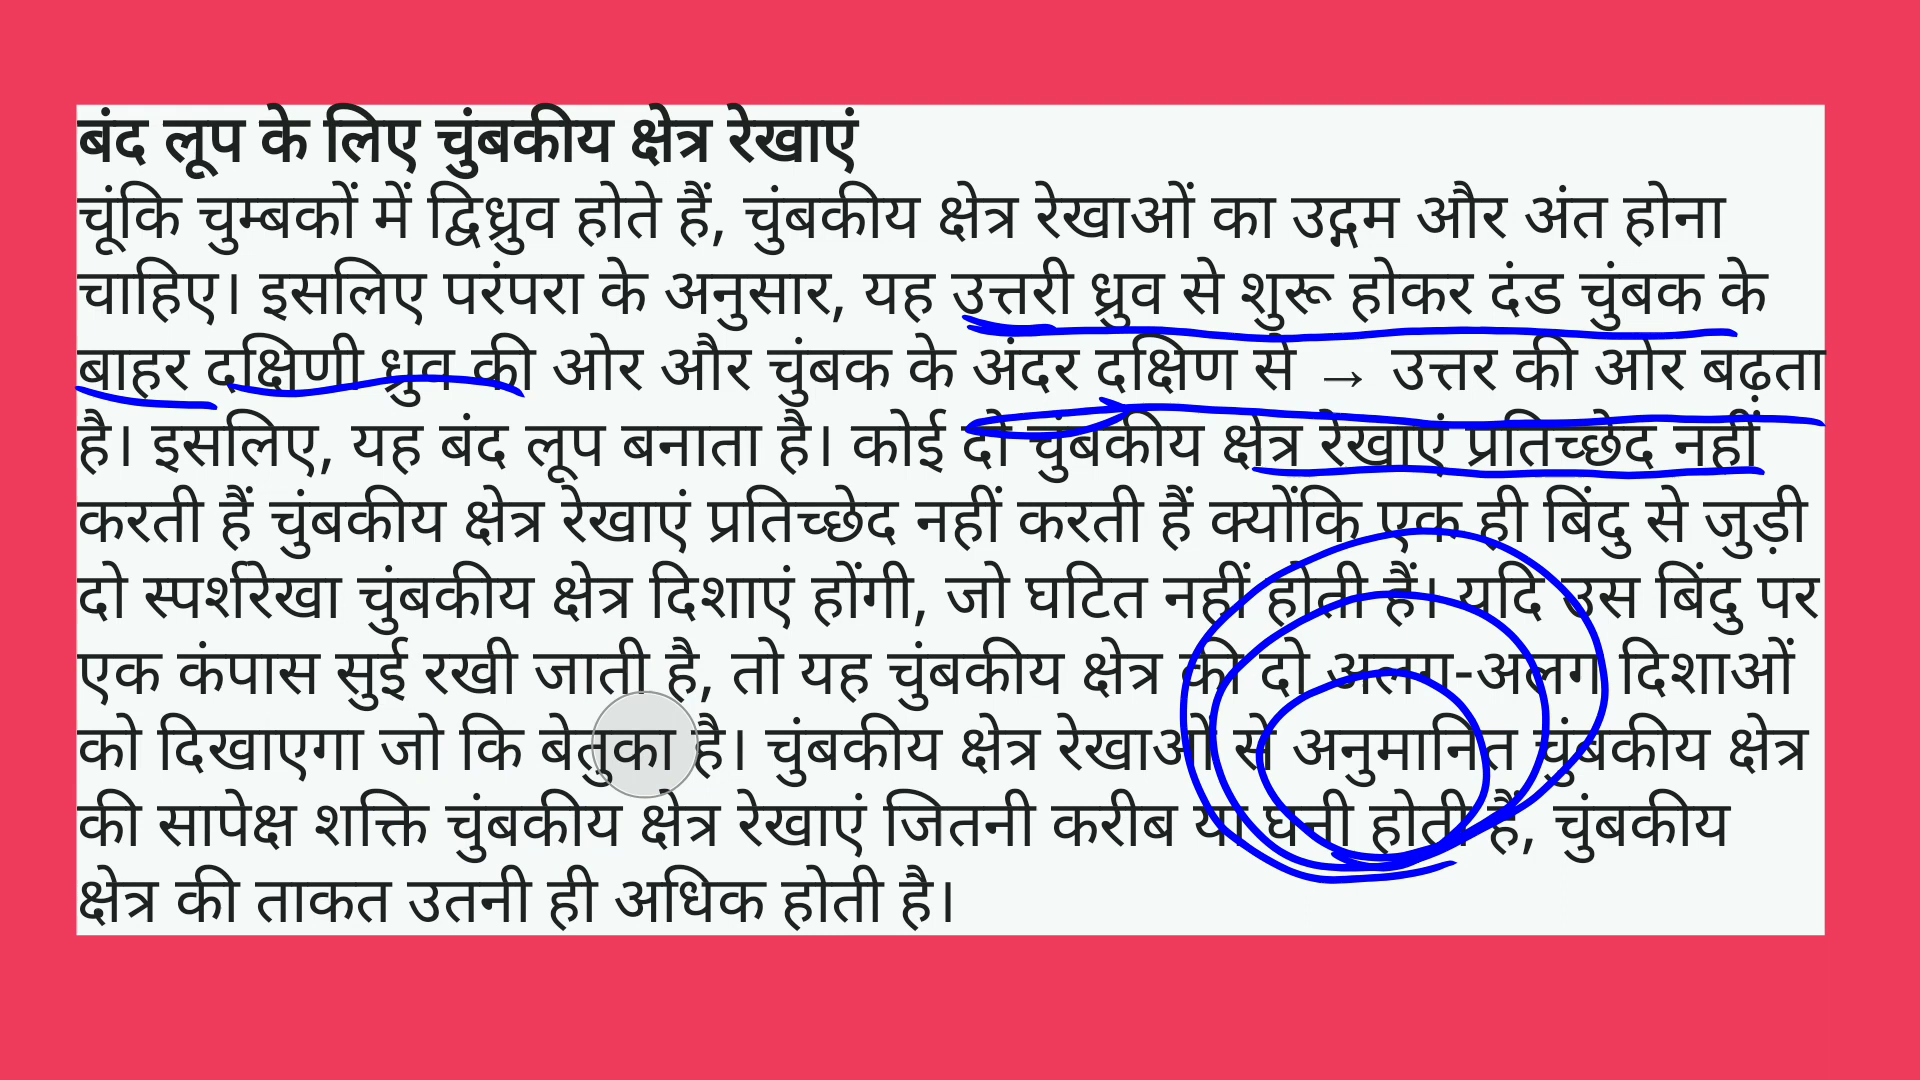 बंद लूप के लिए चुंबकीय क्षेत्र रेखाएं
चूंकि चुम्बकों में द्विध्रुव होते हैं, चुंबकीय क्षेत्र रेखाओं का उद्गम और अंत होना
चाहिए। इसलिए परंपरा के अनुसार, यह उत्तरी ध्रुव से शुरू होकर दंड चुंबक के
बाहर दक्षिणी ध्रुव की ओर और चुंबक के अंदर दक्षिण से → उत्तर की ओर बढ़ता
है। इसलिए, यह बंद लूप बनाता है। कोई दो चुंबकीय क्षेत्र रेखाएं प्रतिच्छेद नहीं
करती हैं चुंबकीय क्षेत्र रेखाएं प्रतिच्छेद नहीं करती हैं क्योंकि एक ही बिंदु से जुड़ी
दो स्पर्शरेखा चुंबकीय क्षेत्र दिशाएं होंगी, जो घटित नहीं होती हैं। यदि उस बिंदु पर
एक कंपास सुई रखी जाती है, तो यह चुंबकीय क्षेत्र की दो अलग-अलग दिशाओं
को दिखाएगा जो कि बेतुका है। चुंबकीय क्षेत्र रेखाओं से अनुमानित चुंबकीय क्षेत्र
की सापेक्ष शक्ति चुंबकीय क्षेत्र रेखाएं जितनी करीब या घनी होती हैं, चुंबकीय
क्षेत्र की ताकत उतनी ही अधिक होती है।